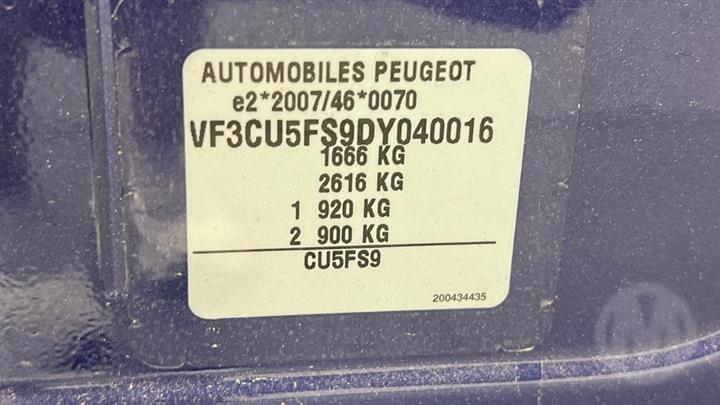 AUTOMOBILES PEUGEOT
e2*2007/46*0070
VF3CU5FS9DY040016
1666 KG
2616 KG
1 920 KG
2 900 KG
CU5FS9
200434435
M